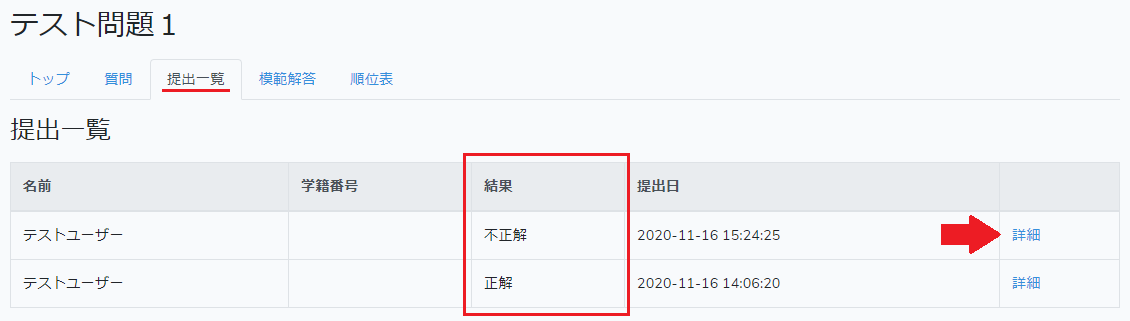 テスト問題１
トップ 質問 提出一覧 模範解答 順位表
提出一覧
名前 学籍番号 結果 提出日
テストユーザー 不正解 2020-11-16 15:24:25 詳細
テストユーザー 正解 2020-11-16 14:06:20 詳細